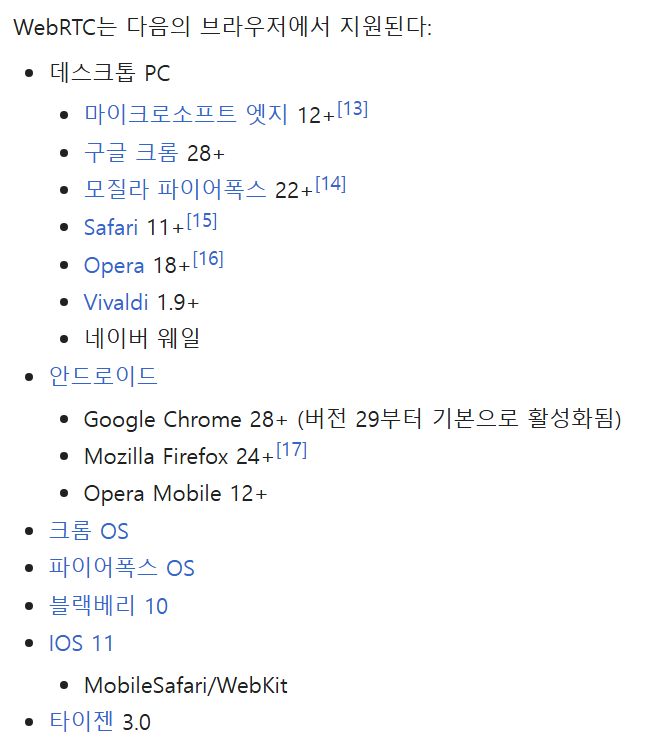 WebRTC는 다음의 브라우저에서 지원된다:
데스크톱 PC
마이크로소프트 엣지 12+[13]
구글 크롬 28+
모질라 파이어폭스 22+[14]
Safari 11+[15]
Opera 18+[16]
Vivaldi 1.9+
네이버 웨일
안드로이드
Google Chrome 28+ (버전 29부터 기본으로 활성화됨)
Mozilla Firefox 24+[17]
Opera Mobile 12+
크롬 OS
파이어폭스 OS
블랙베리 10
IOS 11
MobileSafari/WebKit
타이젠 3.0